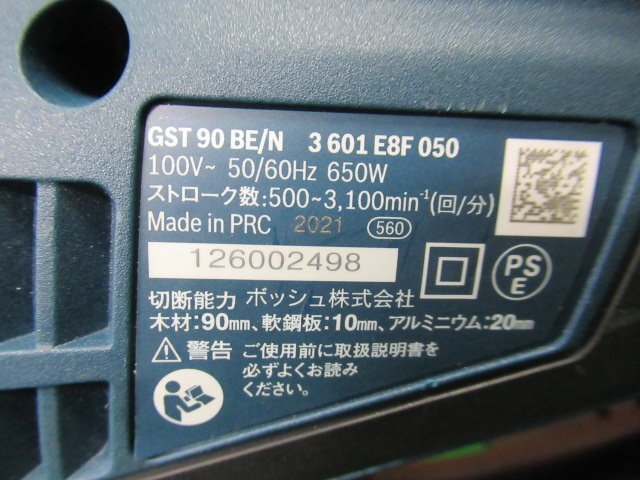 GST 90 BE/N 3 601 E8F 050
100V~ 50/60Hz 650W
ストローク数:500~3,100min⁻¹(回/分)
Made in PRC 2021 560
126002498
PS
E
切断能力 ボッシュ株式会社
木材:90mm、軟鋼板:10mm、アルミニウム:20mm
警告 ご使用前に取扱説明書を
必ずよくお読み
ください。